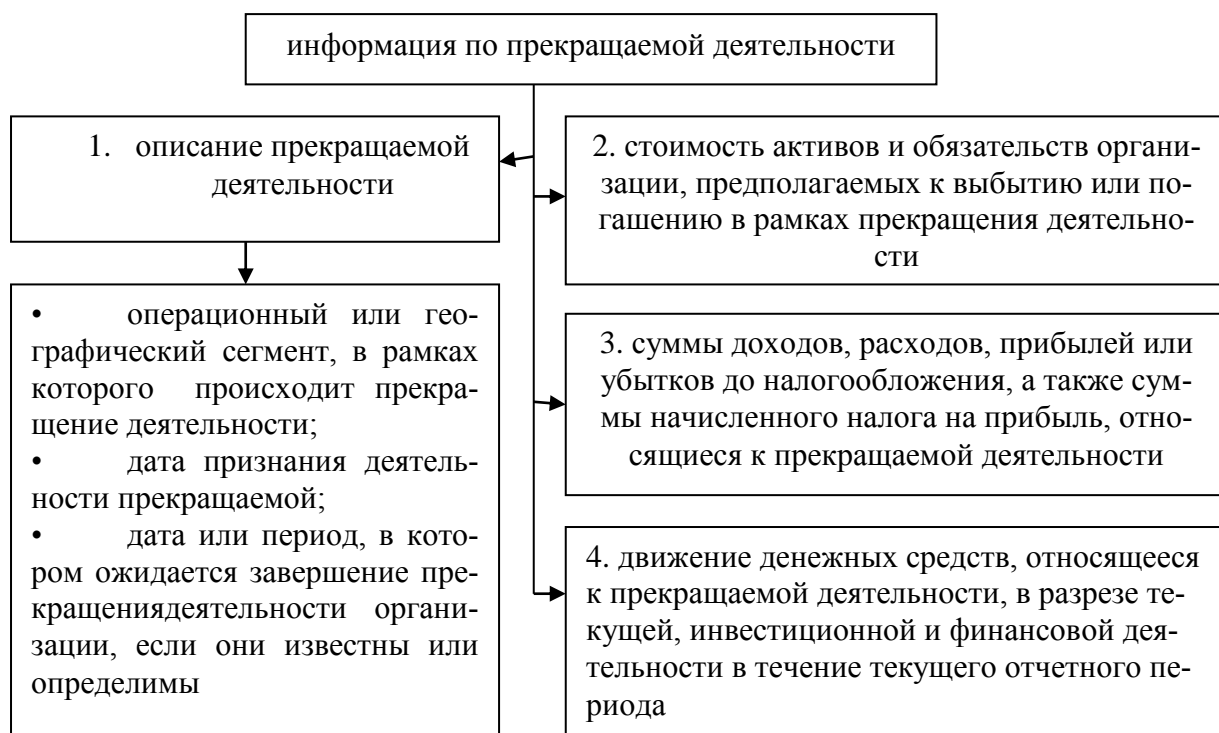 информация по прекращаемой деятельности
1. описание прекращаемой
деятельности
2. стоимость активов и обязательств органи-
зации, предполагаемых к выбытию или по-
гашению в рамках прекращения деятельно-
сти
• операционный или гео-
графический сегмент, в рамках
которого происходит прекра-
щение деятельности;
• дата признания деятель-
ности прекращаемой;
• дата или период, в кото-
ром ожидается завершение пре-
кращениядеятельности органи-
зации, если они известны или
определимы
3. суммы доходов, расходов, прибылей или
убытков до налогообложения, а также сум-
мы начисленного налога на прибыль, отно-
сящиеся к прекращаемой деятельности
4. движение денежных средств, относящееся
к прекращаемой деятельности, в разрезе те-
кущей, инвестиционной и финансовой дея-
тельности в течение текущего отчетного пе-
риода